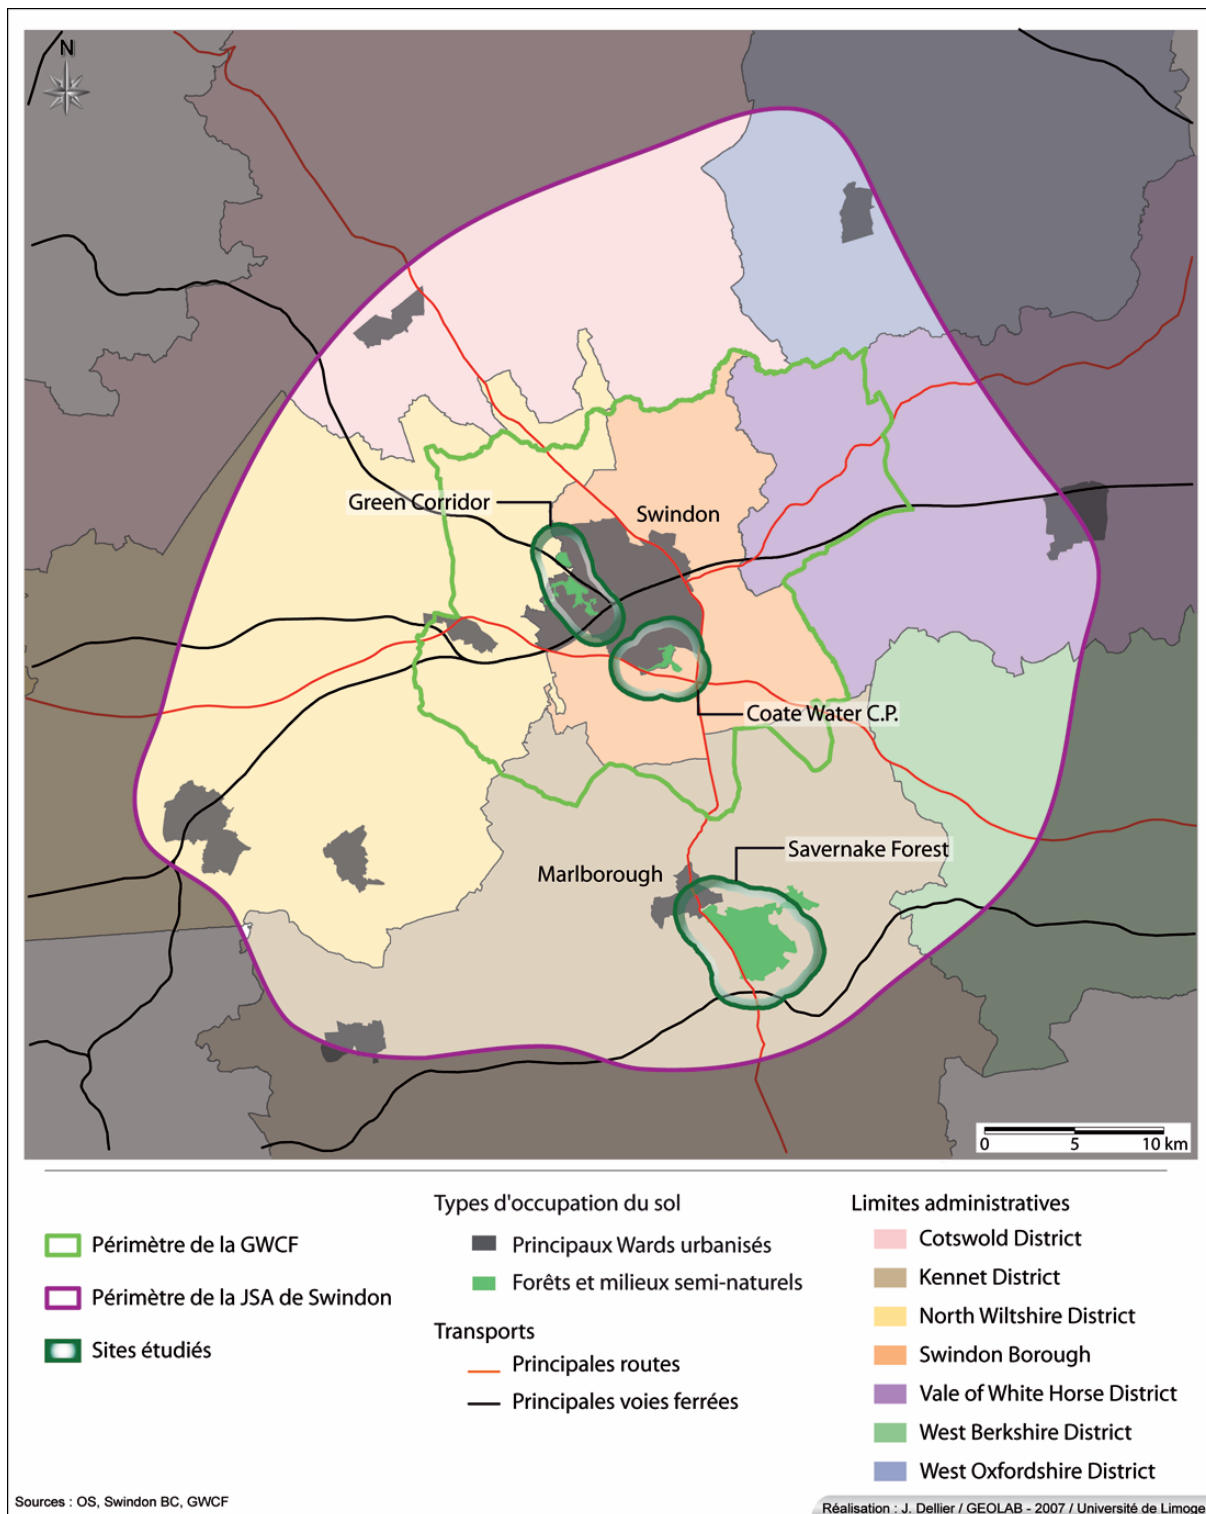 N
Green Corridor
Swindon
Coate Water C.P.
Savernake Forest
Marlborough
0 5 10 km
Périmètre de la GWCF
Périmètre de la JSA de Swindon
Sites étudiés
Types d'occupation du sol
Principaux Wards urbanisés
Forêts et milieux semi-naturels
Transports
Principales routes
Principales voies ferrées
Limites administratives
Cotswold District
Kennet District
North Wiltshire District
Swindon Borough
Vale of White Horse District
West Berkshire District
West Oxfordshire District
Sources : OS, Swindon BC, GWCF
Réalisation : J. Dellier / GEOLAB - 2007 / Université de Limoge